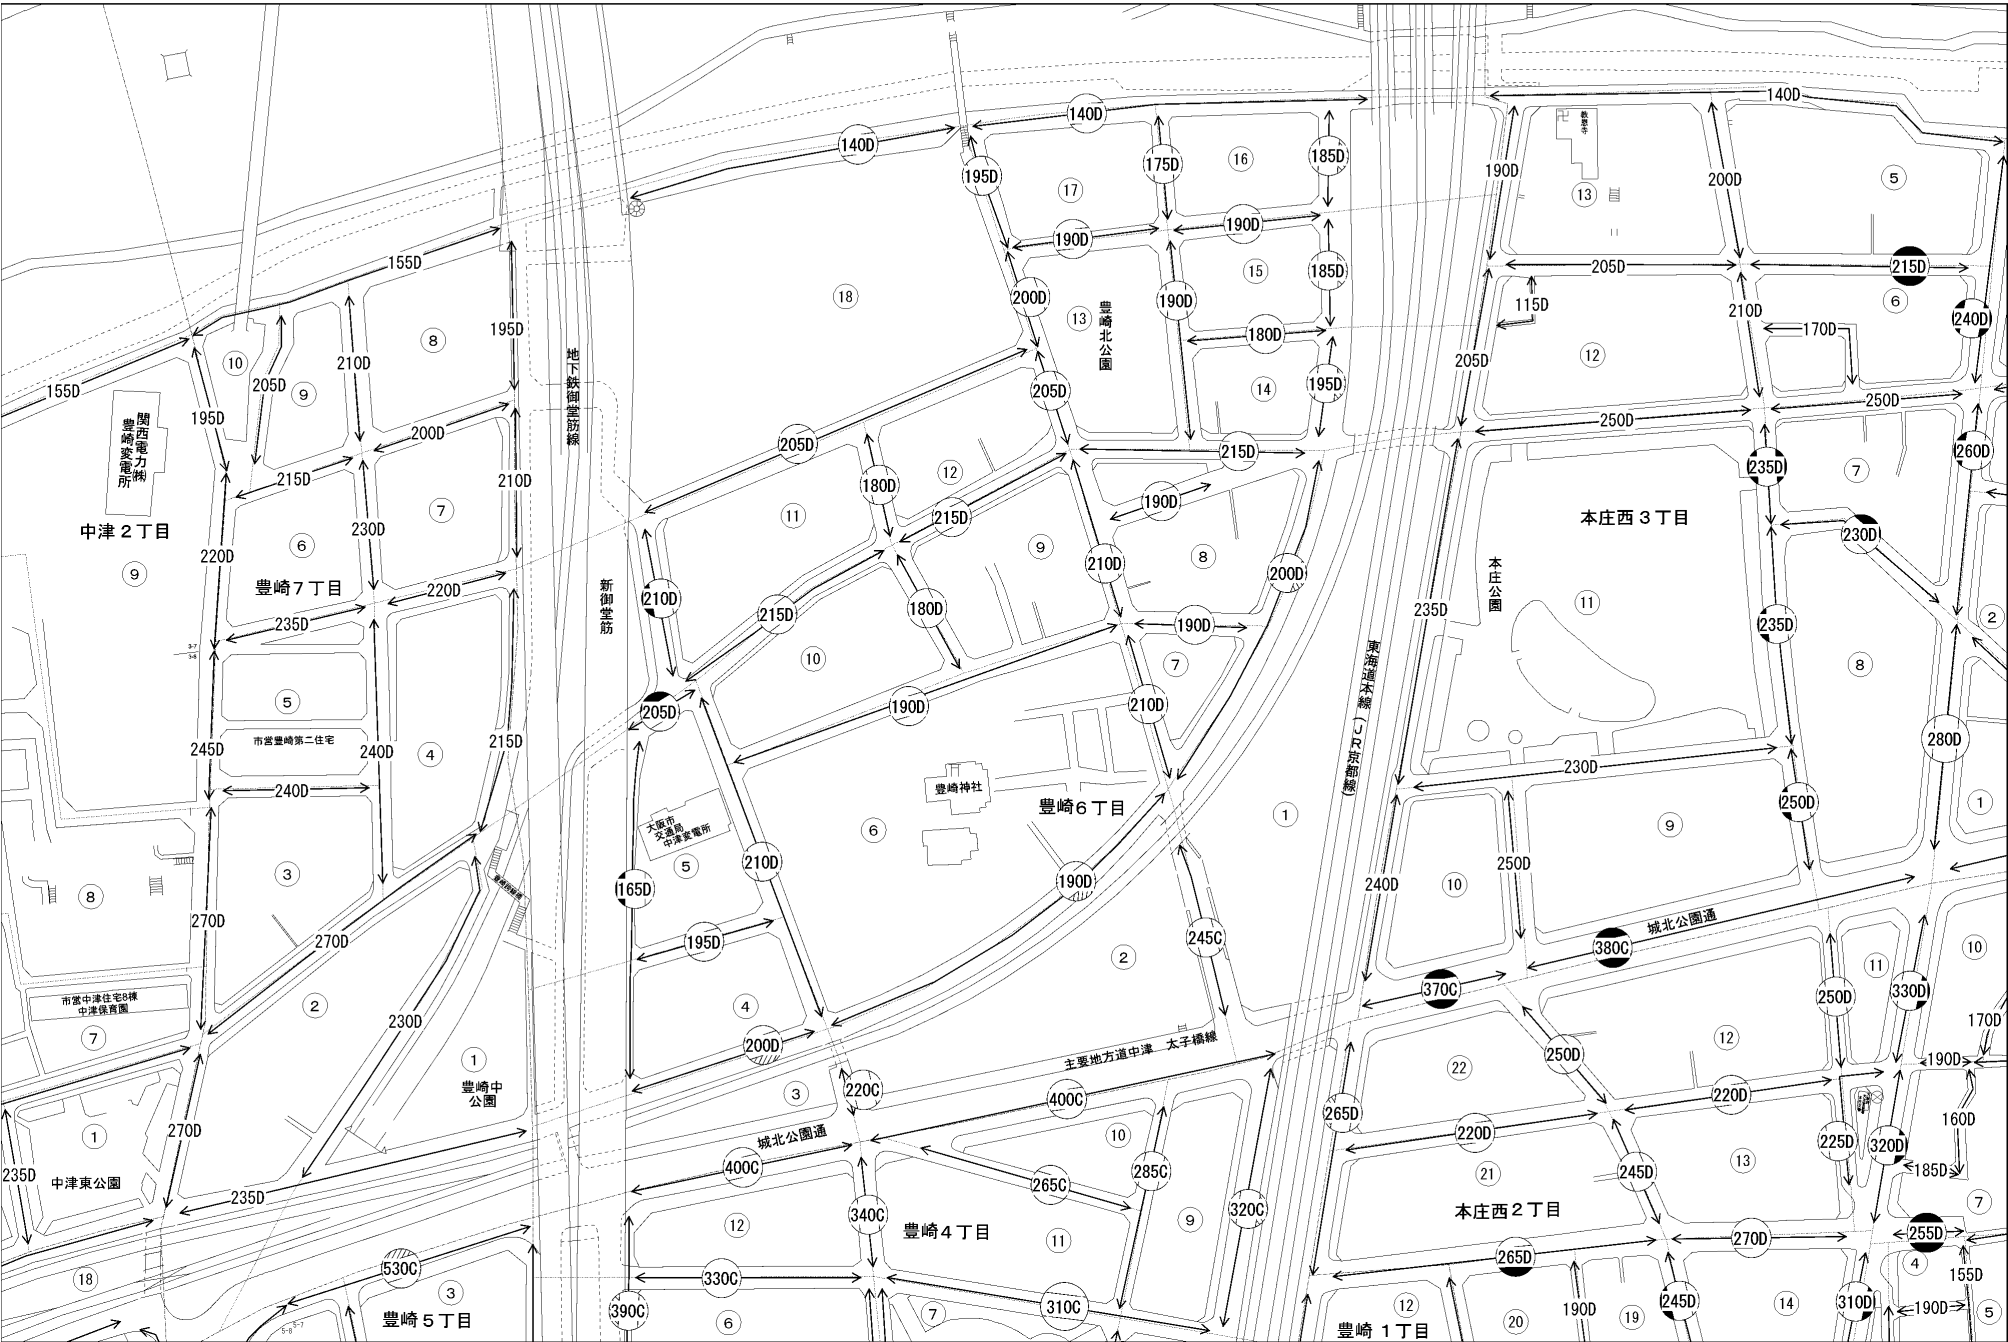 140D
140D
140D
教恩寺
195D
175D
16
185D
190D
13
200D
5
17
155D
190D
190D
205D
215D
18
200D
15
185D
115D
6
195D
地下鉄御堂筋線
8
210D
10
205D
9
155D
195D
13
豊崎北公園
190D
180D
210D
170D
240D
12
205D
14
195D
205D
250D
250D
関西電力㈱
豊崎変電所
200D
205D
215D
215D
210D
180D
12
190D
235D
7
260D
中津2丁目
9
220D
6
7
230D
11
215D
9
210D
8
200D
本庄西3丁目
230D
豊崎7丁目
220D
235D
新御堂筋
210D
215D
180D
190D
本庄公園
11
235D
235D
2
3-7
3-8
5
10
7
8
245D
市営豊崎第二住宅
240D
4
215D
205D
190D
210D
東海道本線(JR京都線)
280D
240D
230D
豊崎神社
豊崎6丁目
1
250D
1
大阪市
交通局
中津変電所
6
9
3
5
210D
165D
190D
240D
10
250D
8
270D
270D
195D
245C
380C
城北公園通
10
2
11
市営中津住宅8棟
中津保育園
7
2
230D
4
200D
370C
250D
330D
170D
主要地方道中津 太子橋線
250D
12
190D
1
豊崎中
公園
3
220C
400C
265D
22
220D
160D
270D
1
城北公園通
10
220D
225D
320D
235D
中津東公園
235D
400C
265C
285C
245D
13
185D
21
7
12
340C
豊崎4丁目
9
320C
本庄西2丁目
11
270D
255D
18
530C
330C
265D
4
155D
3
豊崎5丁目
390C
310C
6
7
12
豊崎1丁目
20
190D
19
245D
14
310D
190D
5
5-7
5-8